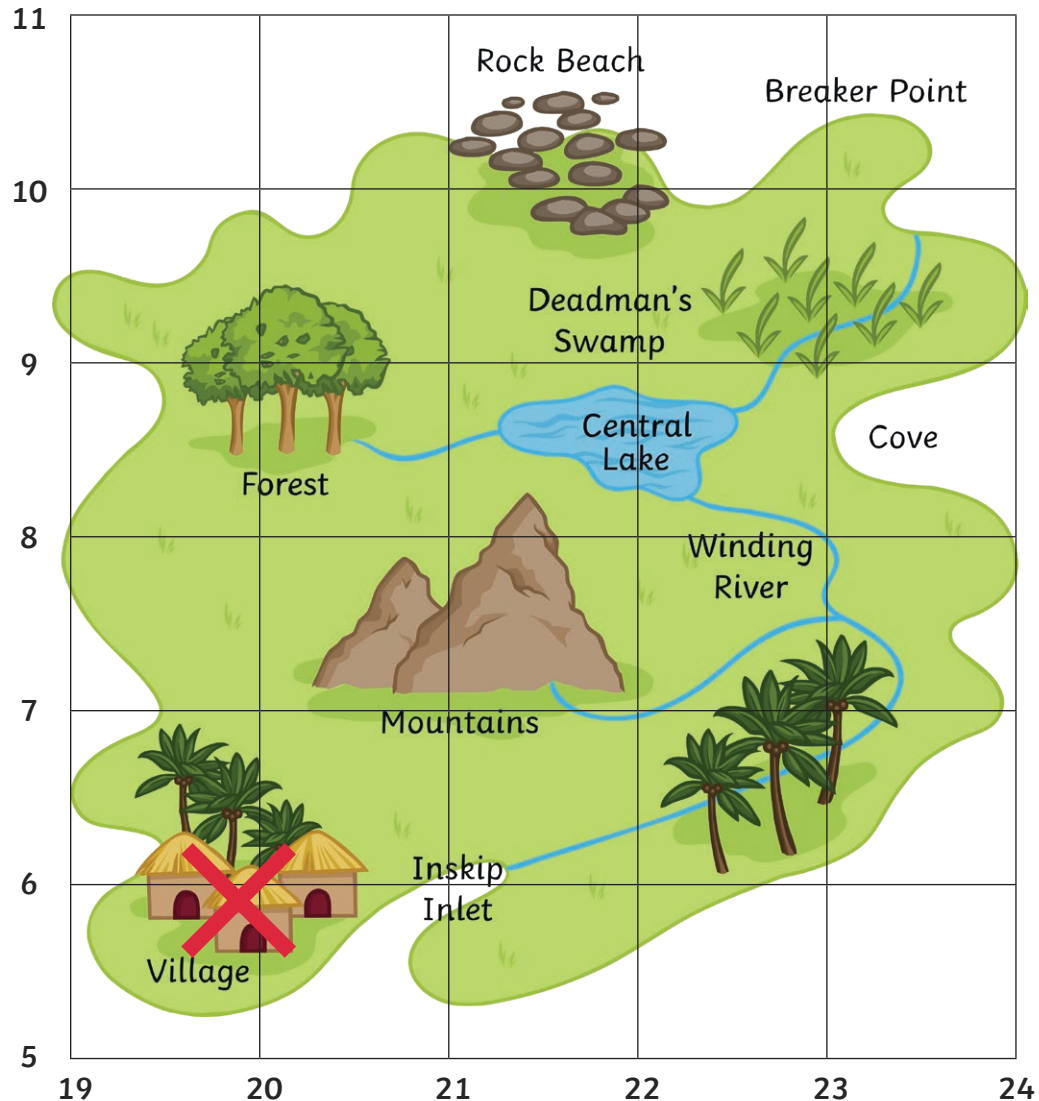 11
Rock Beach
Breaker Point
10
Deadman's
Swamp
9
Central
Lake
Cove
Forest
8
Winding
River
7
Mountains
6
Inskip
Inlet
Village
5
19 20 21 22 23 24